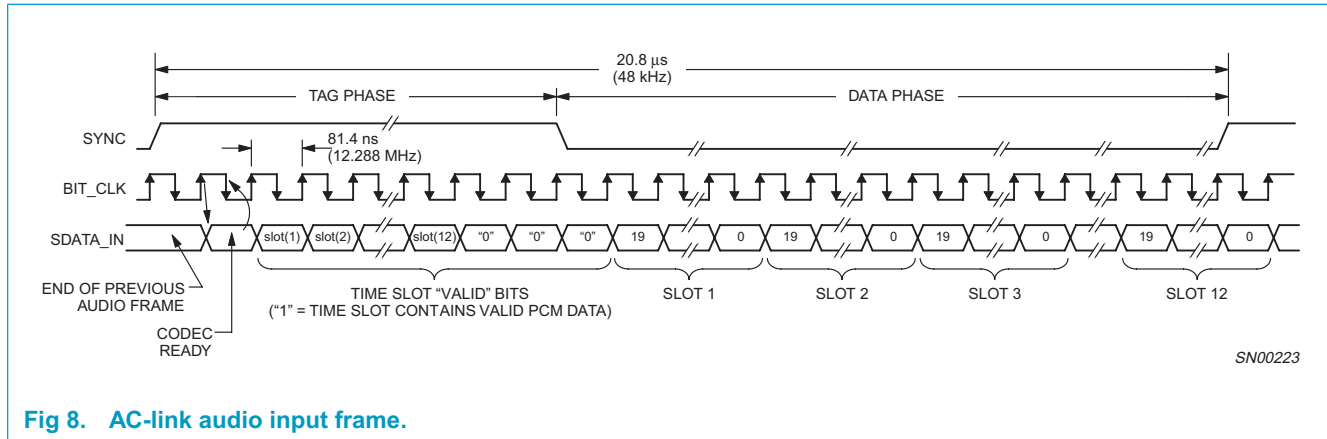 20.8 µs
(48 kHz)
TAG PHASE
DATA PHASE
SYNC
81.4 ns
(12.288 MHz)
BIT_CLK
SDATA_IN
slot(1) slot(2) slot(12) “0” “0” “0” 19 0 19 0 19 0 19 0
END OF PREVIOUS
AUDIO FRAME
TIME SLOT “VALID” BITS
(“1” = TIME SLOT CONTAINS VALID PCM DATA)
SLOT 1
SLOT 2
SLOT 3
SLOT 12
CODEC
READY
SN00223
Fig 8. AC-link audio input frame.